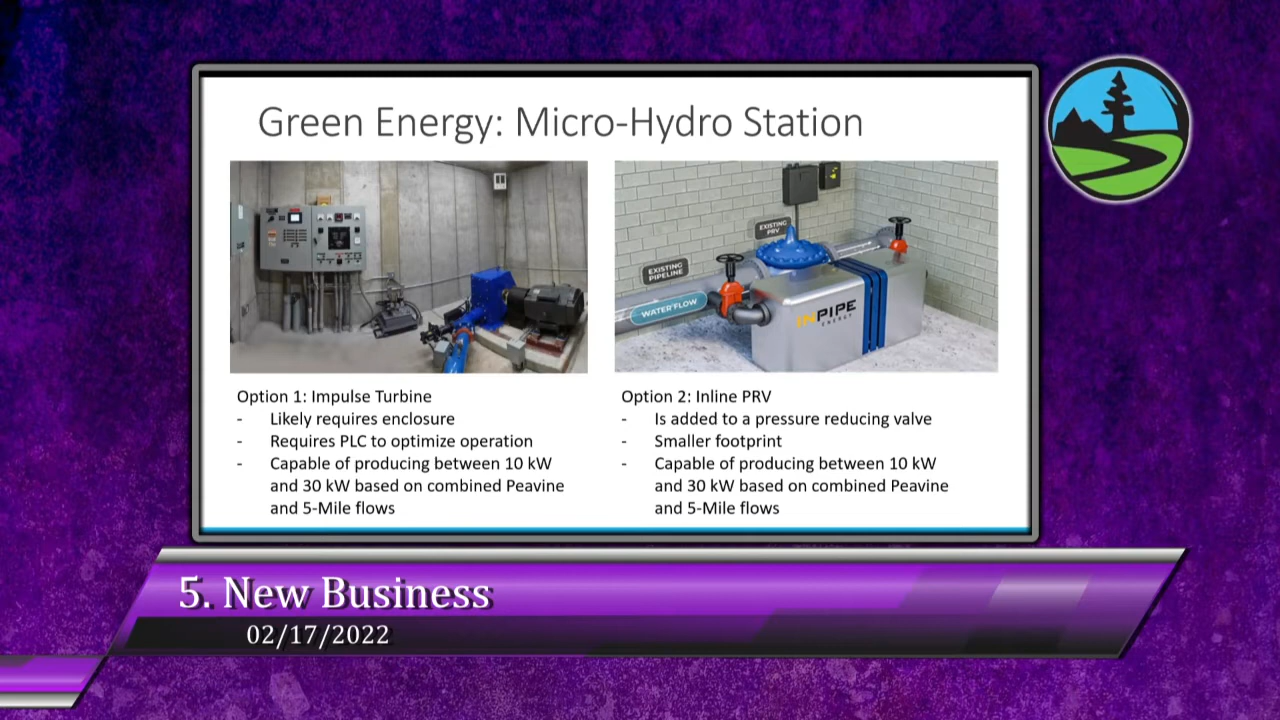 Green Energy: Micro-Hydro Station
EXISTING
PRV
EXISTING
PIPELINE
WATER FLOW
INPIPE
ENERGY
Option 1: Impulse Turbine
- Likely requires enclosure
- Requires PLC to optimize operation
- Capable of producing between 10 kW
and 30 kW based on combined Peavine
and 5-Mile flows
Option 2: Inline PRV
- Is added to a pressure reducing valve
- Smaller footprint
- Capable of producing between 10 kW
and 30 kW based on combined Peavine
and 5-Mile flows
5. New Business
02/17/2022